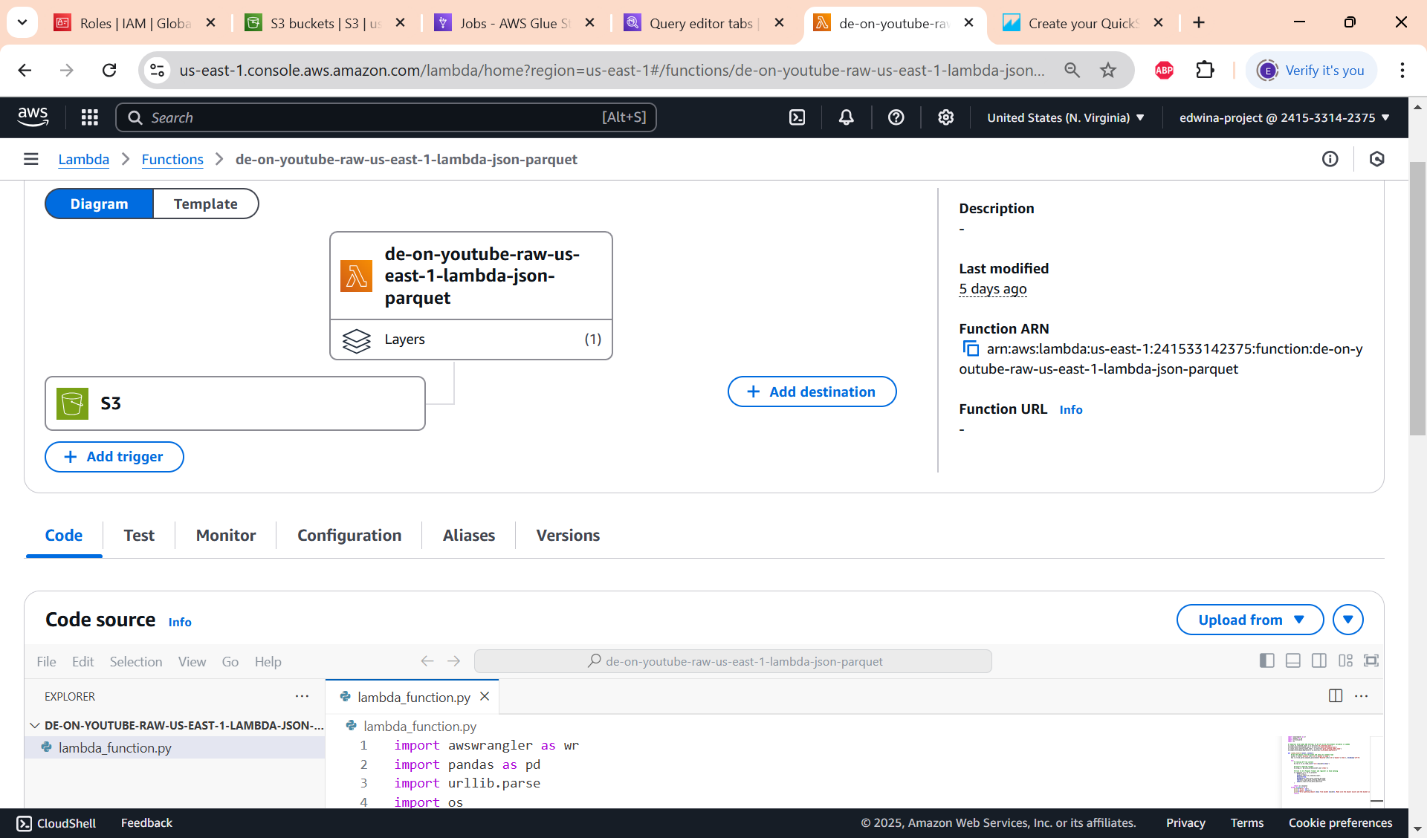 Roles | IAM | Globa
S3 buckets | S3 | us
Jobs - AWS Glue St
Query editor tabs |
de-on-youtube-raw
Create your QuickS
us-east-1.console.aws.amazon.com/lambda/home?region=us-east-1#/functions/de-on-youtube-raw-us-east-1-lambda-json...
ABP
E
Verify it's you
aws
Search
[Alt+S]
United States (N. Virginia)
edwina-project @ 2415-3314-2375
Lambda
Functions
de-on-youtube-raw-us-east-1-lambda-json-parquet
Diagram
Template
de-on-youtube-raw-us-
east-1-lambda-json-
parquet
Layers
(1)
S3
+ Add destination
+ Add trigger
Description
-
Last modified
5 days ago
Function ARN
arn:aws:lambda:us-east-1:241533142375:function:de-on-y
outube-raw-us-east-1-lambda-json-parquet
Function URL Info
-
Code
Test
Monitor
Configuration
Aliases
Versions
Code source Info
Upload from
File
Edit
Selection
View
Go
Help
de-on-youtube-raw-us-east-1-lambda-json-parquet
EXPLORER
DE-ON-YOUTUBE-RAW-US-EAST-1-LAMBDA-JSON-...
lambda_function.py
lambda_function.py
lambda_function.py
1 import awswrangler as wr
2 import pandas as pd
3 import urllib.parse
4 import os
CloudShell
Feedback
© 2025, Amazon Web Services, Inc. or its affiliates.
Privacy
Terms
Cookie preferences